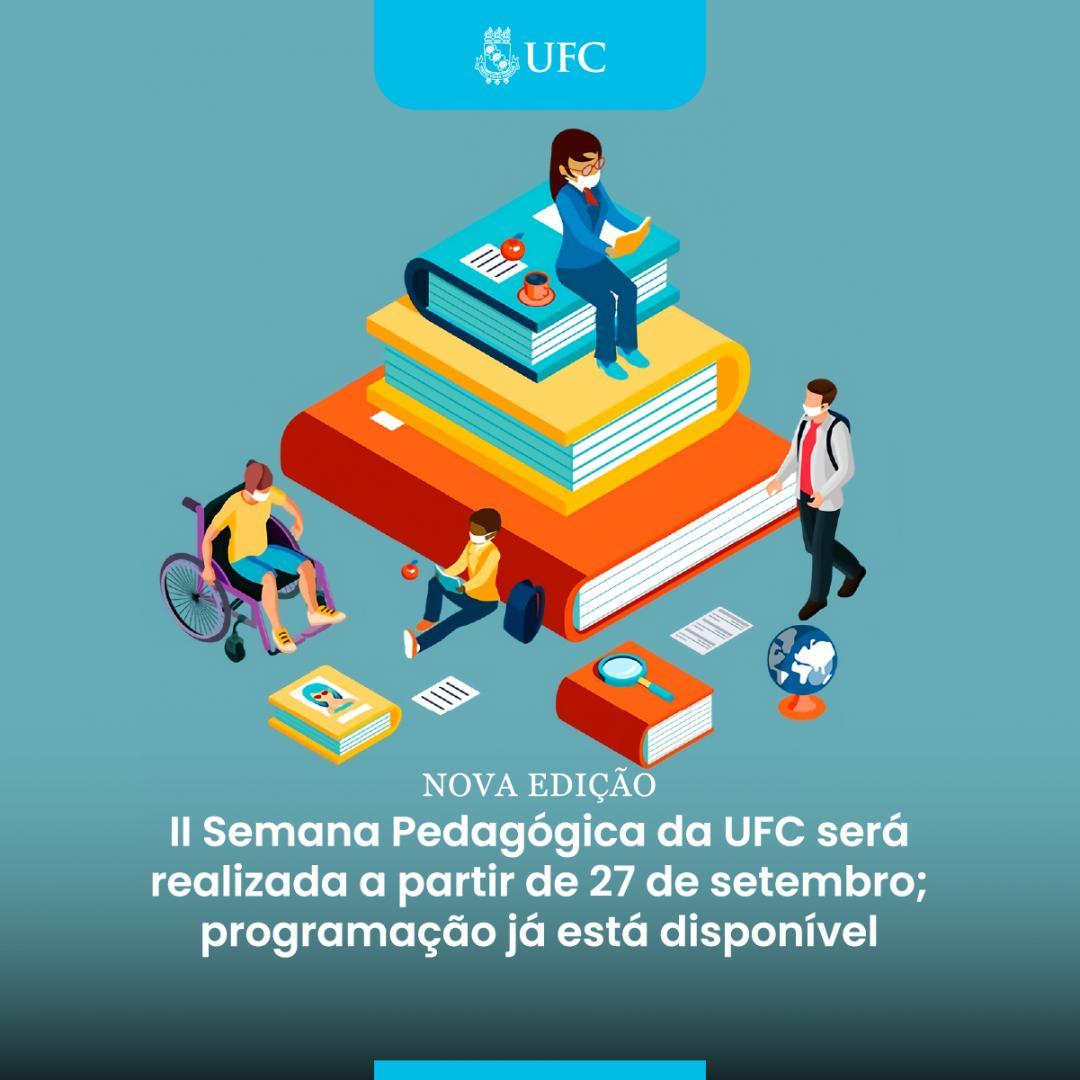 UFC
NOVA EDIÇÃO
II Semana Pedagógica da UFC será
realizada a partir de 27 de setembro;
programação já está disponível